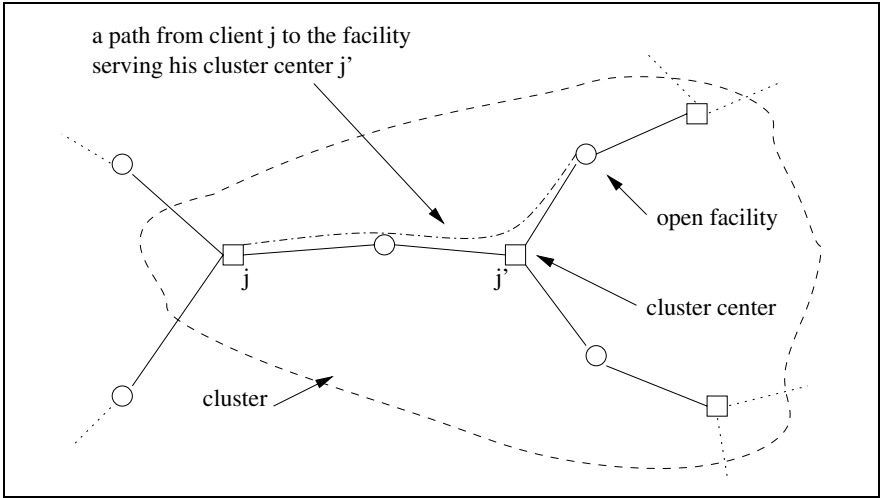 a path from client j to the facility
serving his cluster center j’
open facility
j
j’
cluster center
cluster